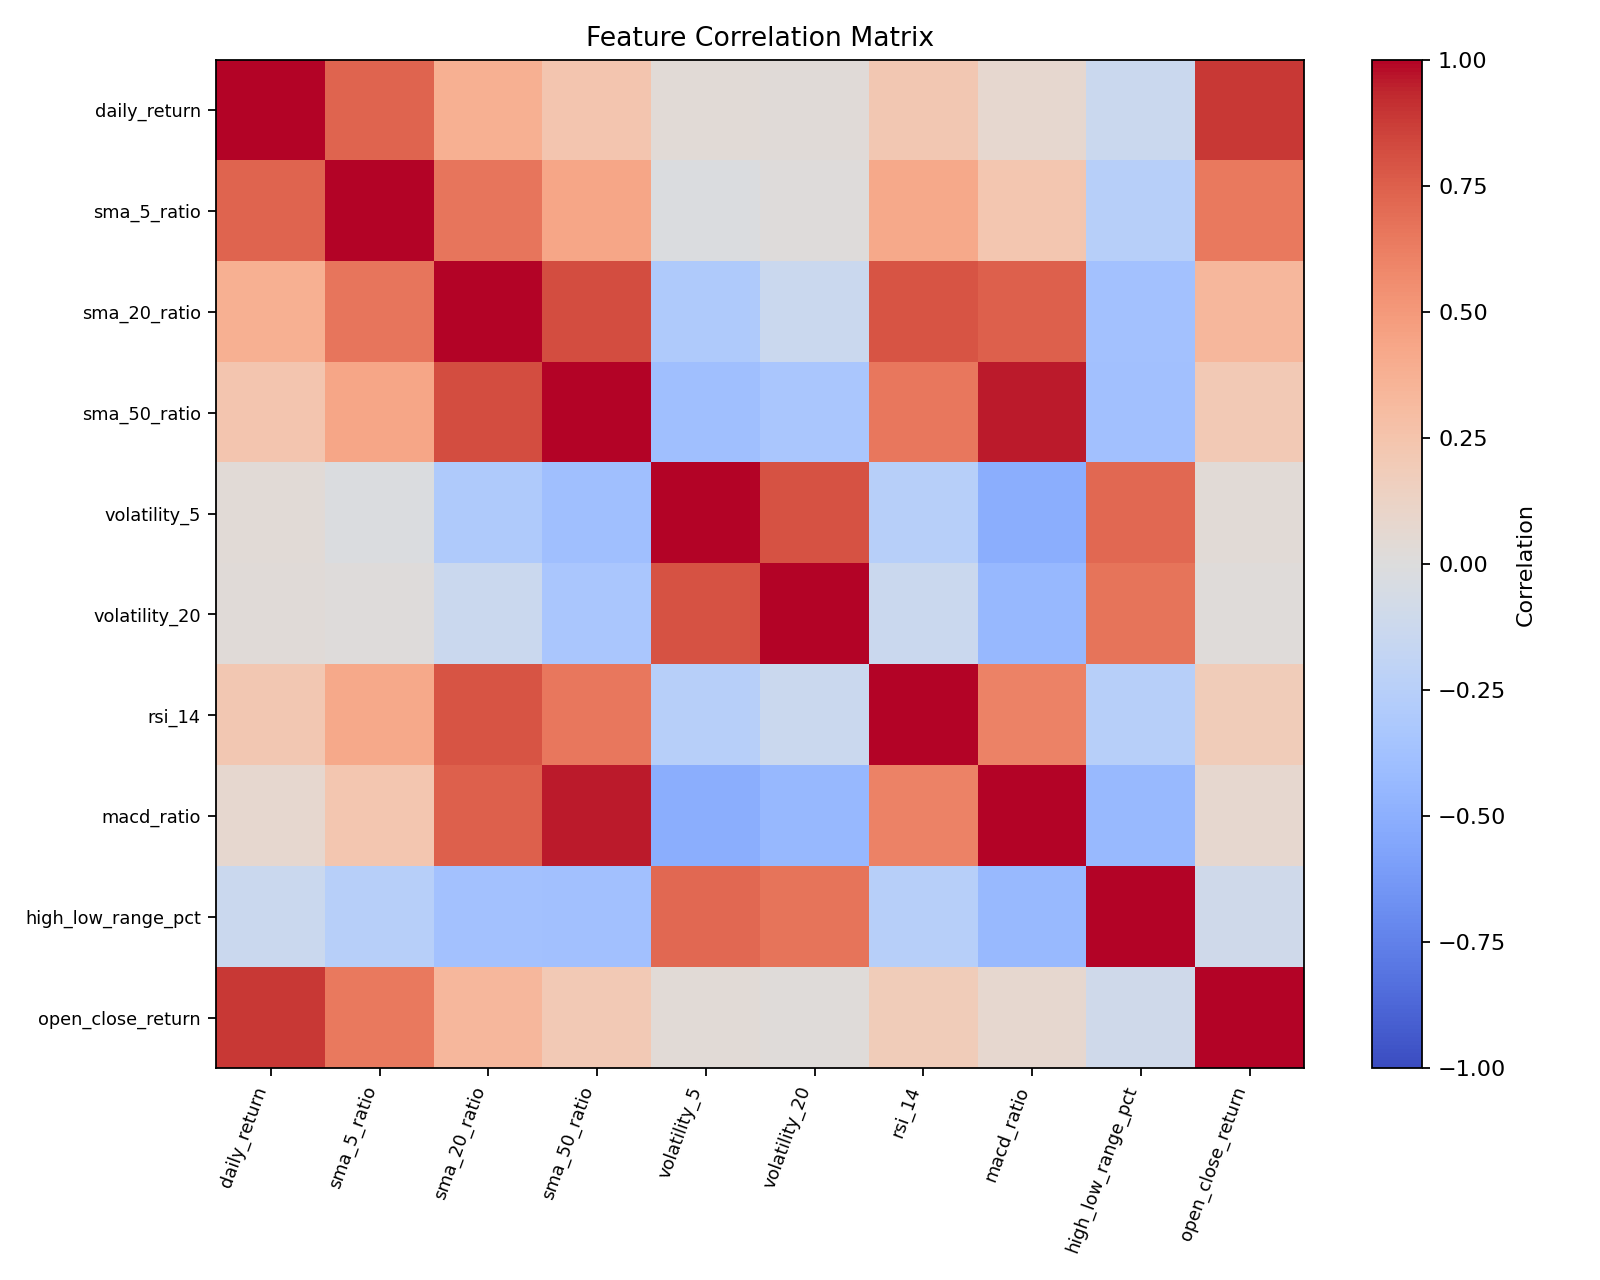 Feature Correlation Matrix
daily_return
sma_5_ratio
sma_20_ratio
sma_50_ratio
volatility_5
volatility_20
rsi_14
macd_ratio
high_low_range_pct
open_close_return
daily_return
sma_5_ratio
sma_20_ratio
sma_50_ratio
volatility_5
volatility_20
rsi_14
macd_ratio
high_low_range_pct
open_close_return
1.00
0.75
0.50
0.25
0.00
−0.25
−0.50
−0.75
−1.00
Correlation